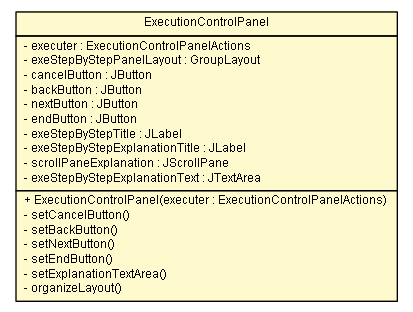 ExecutionControlPanel
- executer : ExecutionControlPanelActions
- exeStepByStepPanelLayout : GroupLayout
- cancelButton : JButton
- backButton : JButton
- nextButton : JButton
- endButton : JButton
- exeStepByStepTitle : JLabel
- exeStepByStepExplanationTitle : JLabel
- scrollPaneExplanation : JScrollPane
- exeStepByStepExplanationText : JTextArea
+ ExecutionControlPanel(executer : ExecutionControlPanelActions)
- setCancelButton()
- setBackButton()
- setNextButton()
- setEndButton()
- setExplanationTextArea()
- organizeLayout()